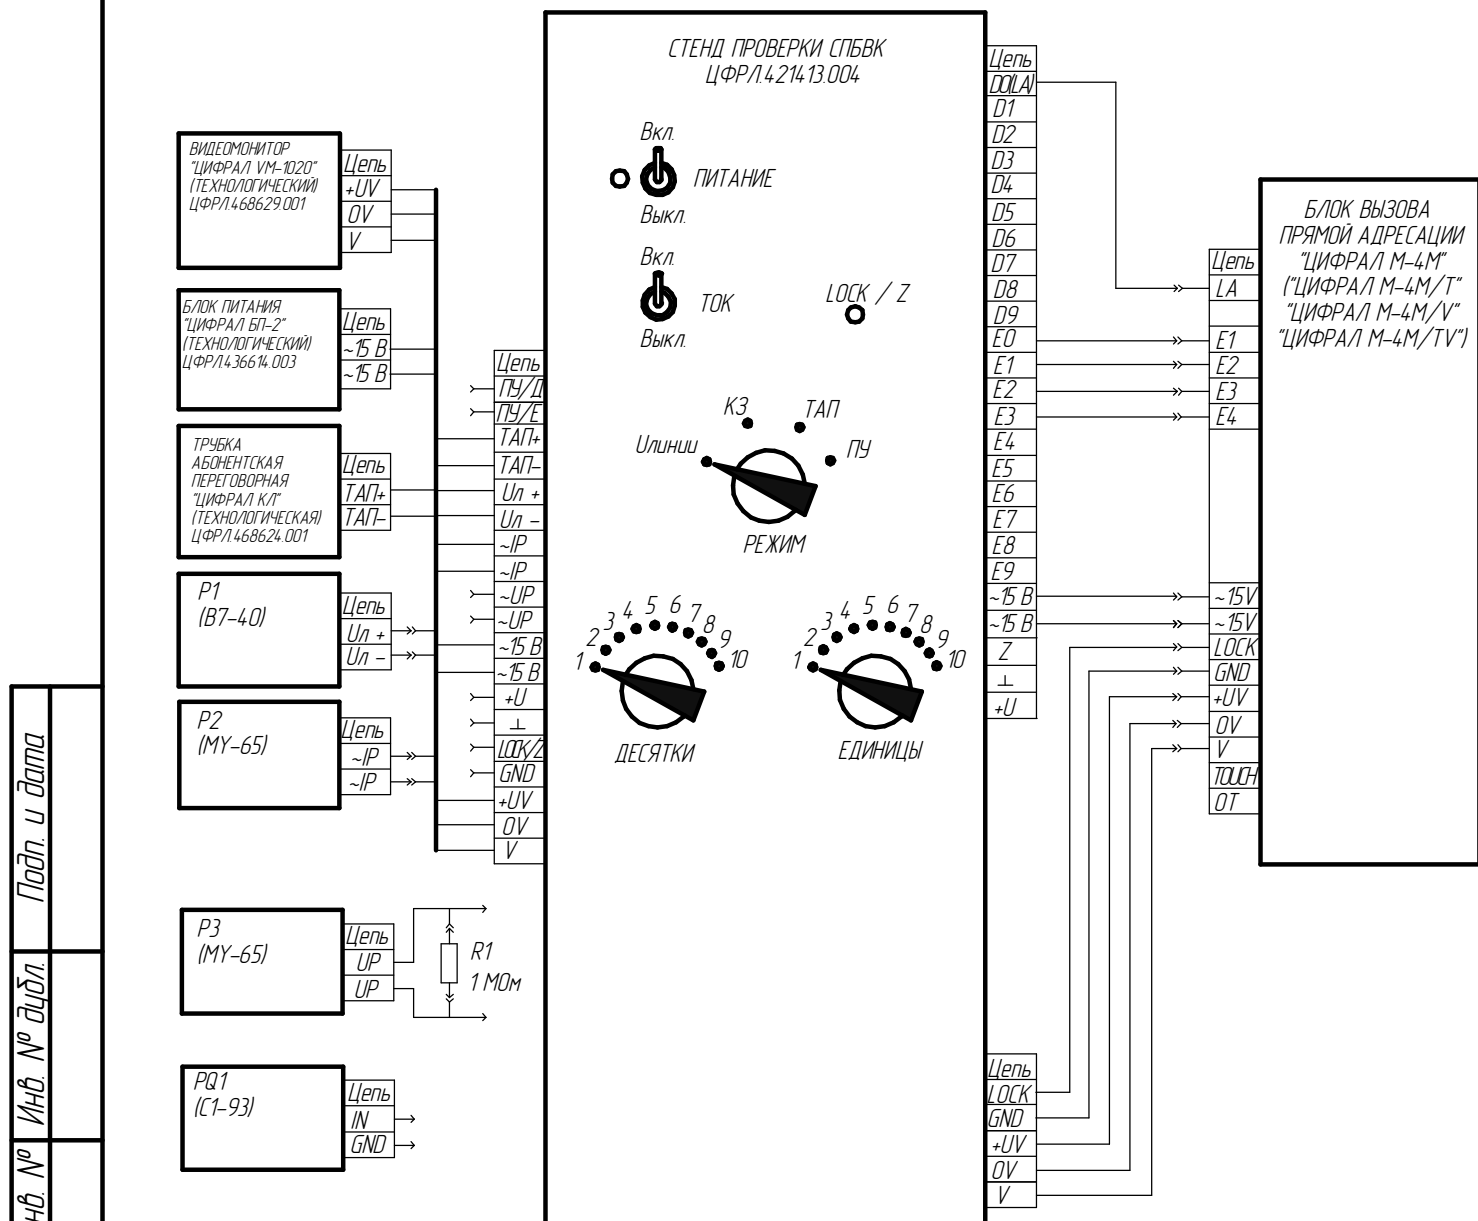 СТЕНД ПРОВЕРКИ СПБВК
ЦФРЛ.421413.004
Вкл.
ПИТАНИЕ
Выкл.
Вкл.
ТОК
Выкл.
LOCK / Z
Uлинии
КЗ
ТАП
ПУ
РЕЖИМ
1
2
3
4
5
6
7
8
9
10
ДЕСЯТКИ
1
2
3
4
5
6
7
8
9
10
ЕДИНИЦЫ
ВИДЕОМОНИТОР
"ЦИФРАЛ VM-1020"
(ТЕХНОЛОГИЧЕСКИЙ)
ЦФРЛ.468629.001
Цепь
+UV
0V
V
БЛОК ПИТАНИЯ
"ЦИФРАЛ БП-2"
(ТЕХНОЛОГИЧЕСКИЙ)
ЦФРЛ.436614.003
Цепь
~15 В
~15 В
ТРУБКА
АБОНЕНТСКАЯ
ПЕРЕГОВОРНАЯ
"ЦИФРАЛ КЛ"
(ТЕХНОЛОГИЧЕСКАЯ)
ЦФРЛ.468624.001
Цепь
ТАП+
ТАП-
P1
(В7-40)
Цепь
Uл +
Uл -
P2
(MY-65)
Цепь
~IP
~IP
P3
(MY-65)
Цепь
UP
UP
R1
1 МОм
PQ1
(С1-93)
Цепь
IN
GND
Цепь
ПУ/Д
ПУ/Е
ТАП+
ТАП-
Uл +
Uл -
~IP
~IP
~UP
~UP
~15 В
~15 В
+U
⊥
LOCK/Z
GND
+UV
0V
V
Цепь
D0(LA)
D1
D2
D3
D4
D5
D6
D7
D8
D9
E0
E1
E2
E3
E4
E5
E6
E7
E8
E9
~15 В
~15 В
Z
⊥
+U
Цепь
LOCK
GND
+UV
0V
V
Цепь
LA
E1
E2
E3
E4
~15V
~15V
LOCK
GND
+UV
0V
V
TOUCH
0T
БЛОК ВЫЗОВА
ПРЯМОЙ АДРЕСАЦИИ
"ЦИФРАЛ М-4М"
("ЦИФРАЛ М-4М/Т"
"ЦИФРАЛ М-4М/V"
"ЦИФРАЛ М-4М/TV")
Подп. и дата
Инв. № дубл.
нв. №